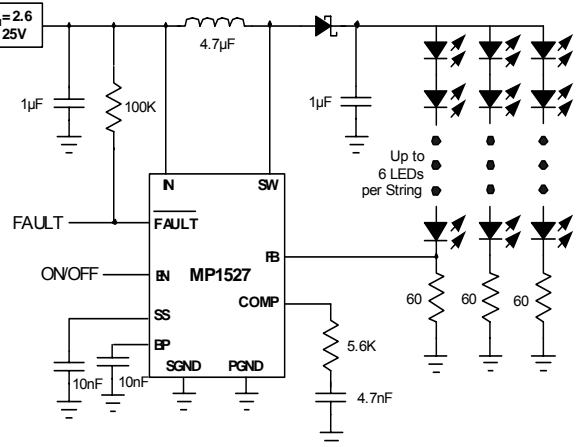 =2.6
25V
4.7µF
1µF
100K
1µF
IN
SW
Up to
6 LEDs
per String
FAULT
FAULT
FB
ON/OFF
EN
MP1527
COMP
SS
60
60
60
BP
5.6K
SGND
PGND
10nF
10nF
4.7nF